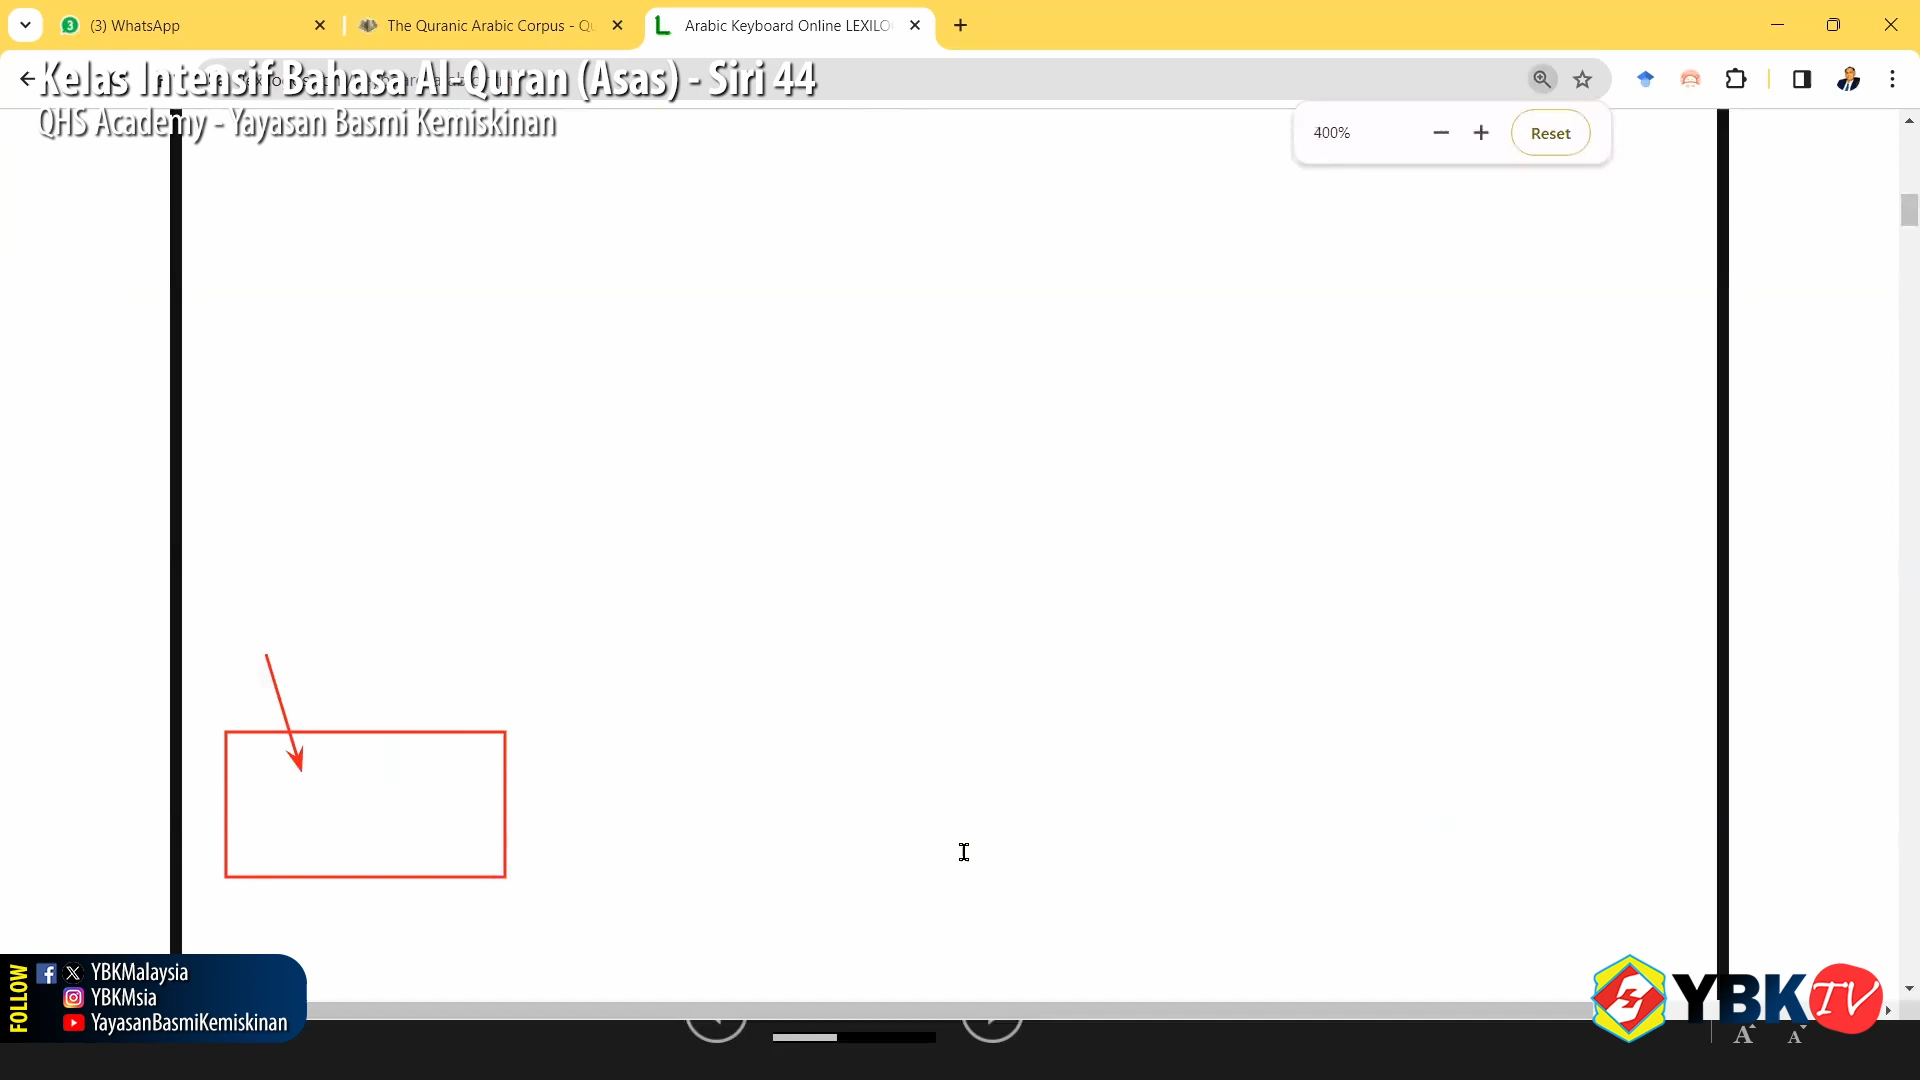 (3) WhatsApp
The Quranic Arabic Corpus - Qu
Arabic Keyboard Online LEXILO
Kelas Intensif Bahasa Al-Quran (Asas) - Siri 44
QHS Academy - Yayasan Basmi Kemiskinan
400%
Reset
FOLLOW
YBKMalaysia
YBKMsia
YayasanBasmiKemiskinan
YBK TV
A
A